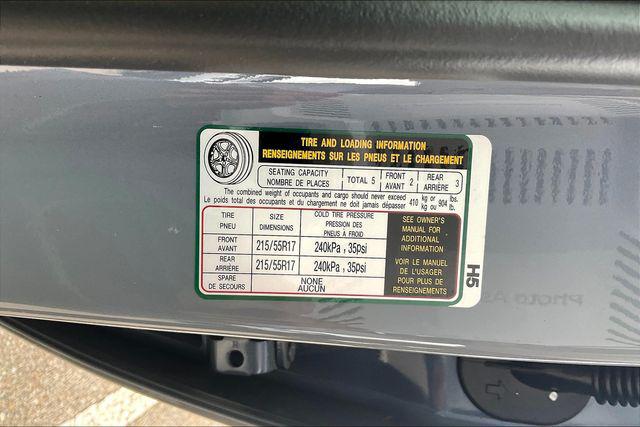 TIRE AND LOADING INFORMATION
RENSEIGNEMENTS SUR LES PNEUS ET LE CHARGEMENT
SEATING CAPACITY
NOMBRE DE PLACES
TOTAL 5
FRONT
AVANT
2
REAR
ARRIÈRE
3
The combined weight of occupants and cargo should never exceed
Le poids total des occupants et du chargement ne doit jamais dépasser
410 kg or
kg ou
904 lbs.
lb.
TIRE
PNEU
SIZE
DIMENSIONS
COLD TIRE PRESSURE
PRESSION DES
PNEUS À FROID
SEE OWNER'S
MANUAL FOR
ADDITIONAL
INFORMATION
VOIR LE MANUEL
DE L'USAGER
POUR PLUS DE
RENSEIGNEMENTS
FRONT
AVANT
215/55R17
240kPa , 35psi
REAR
ARRIÈRE
215/55R17
240kPa , 35psi
SPARE
DE SECOURS
NONE
AUCUN
H5